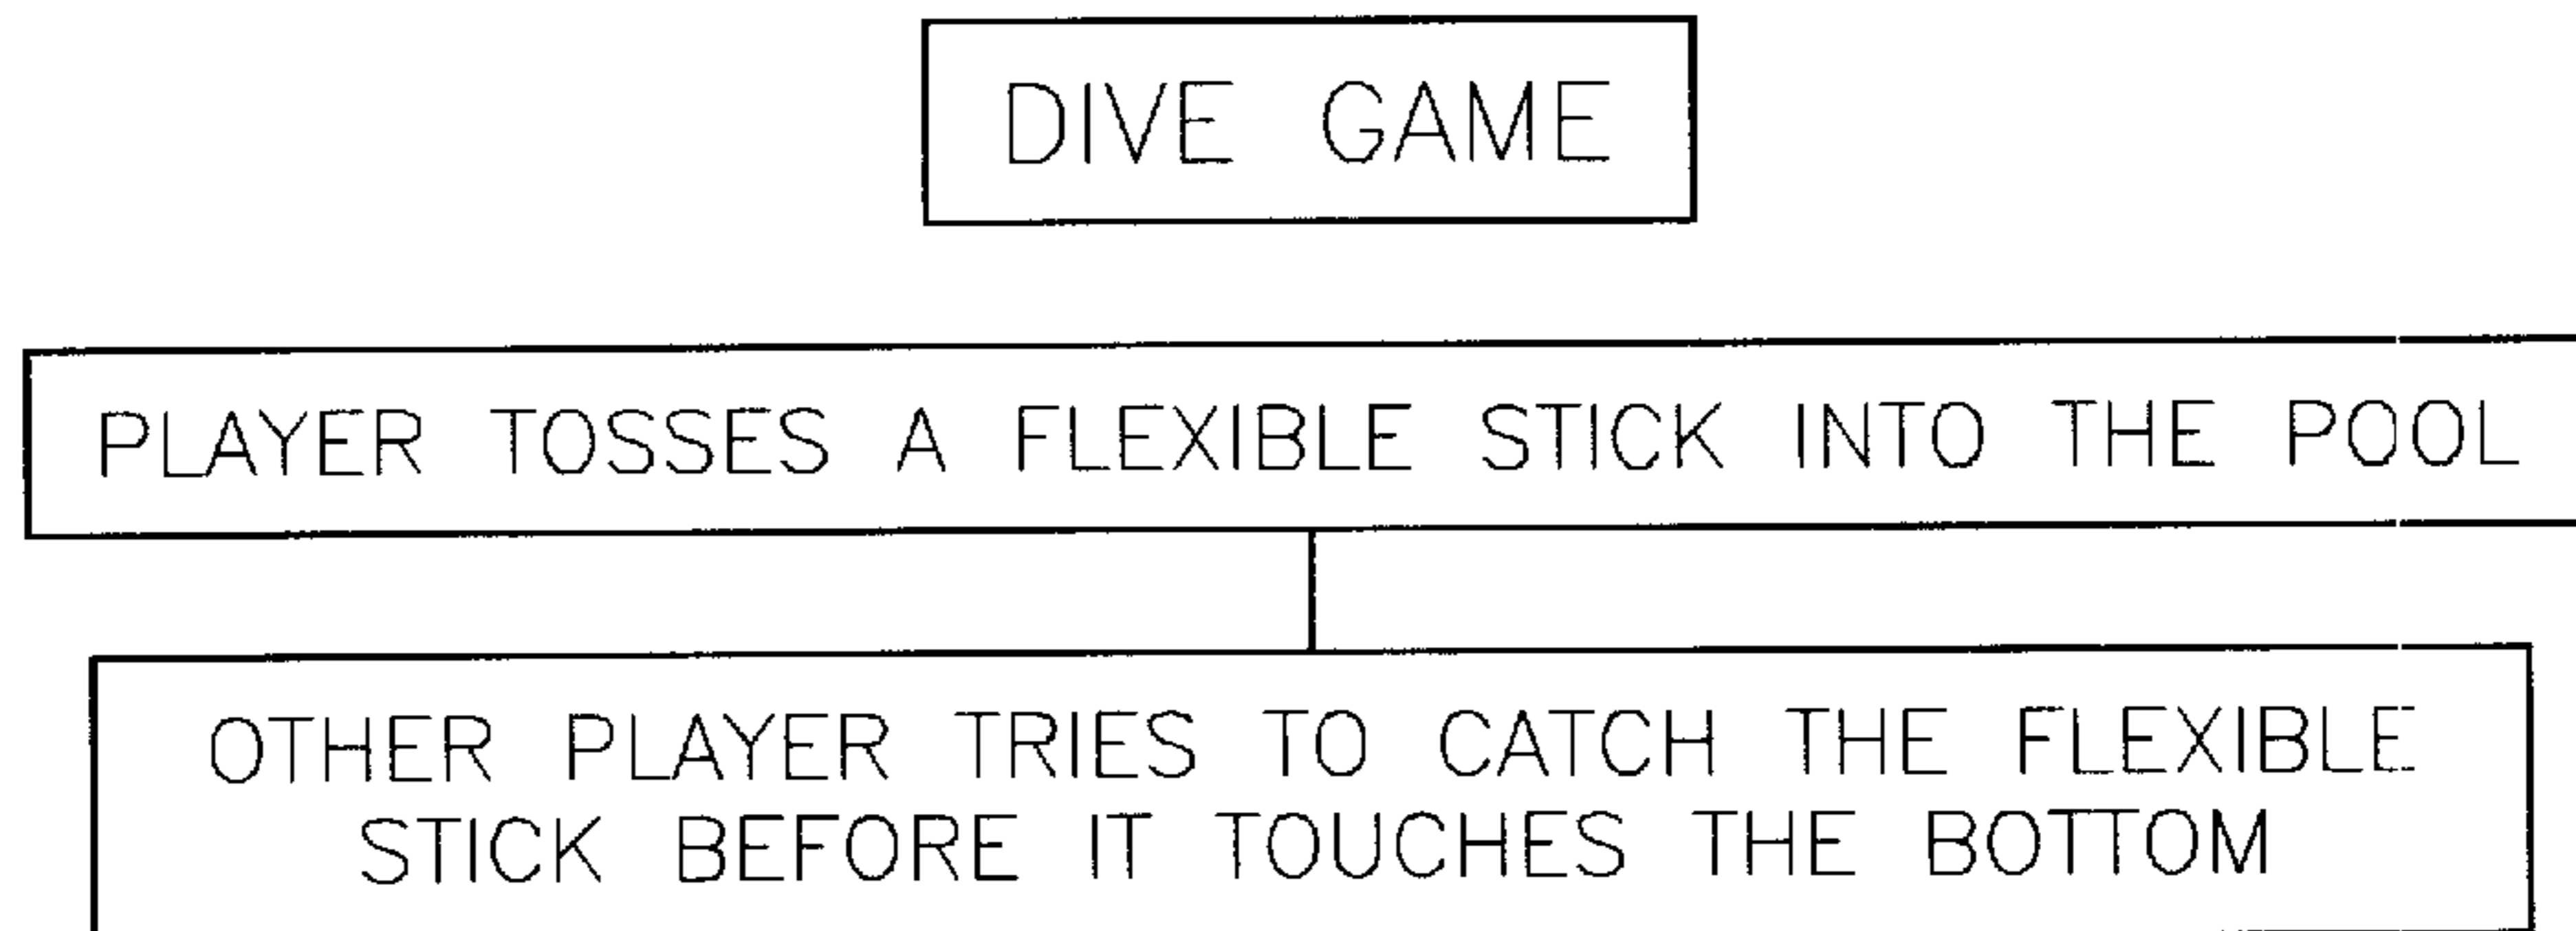 DIVE GAME
PLAYER TOSSES A FLEXIBLE STICK INTO THE POOL
OTHER PLAYER TRIES TO CATCH THE FLEXIBLE
STICK BEFORE IT TOUCHES THE BOTTOM